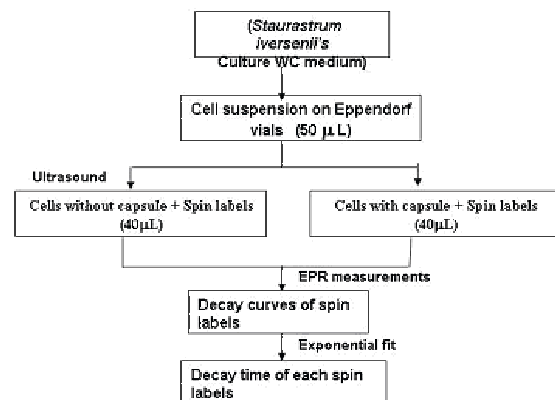 (Staurastrum
iversenii's
Culture WC medium)
Cell suspension on Eppendorf
vials (50 µL)
Ultrasound
Cells without capsule + Spin labels
(40µL)
Cells with capsule + Spin labels
(40µL)
EPR measurements
Decay curves of spin
labels
Exponential fit
Decay time of each spin
labels